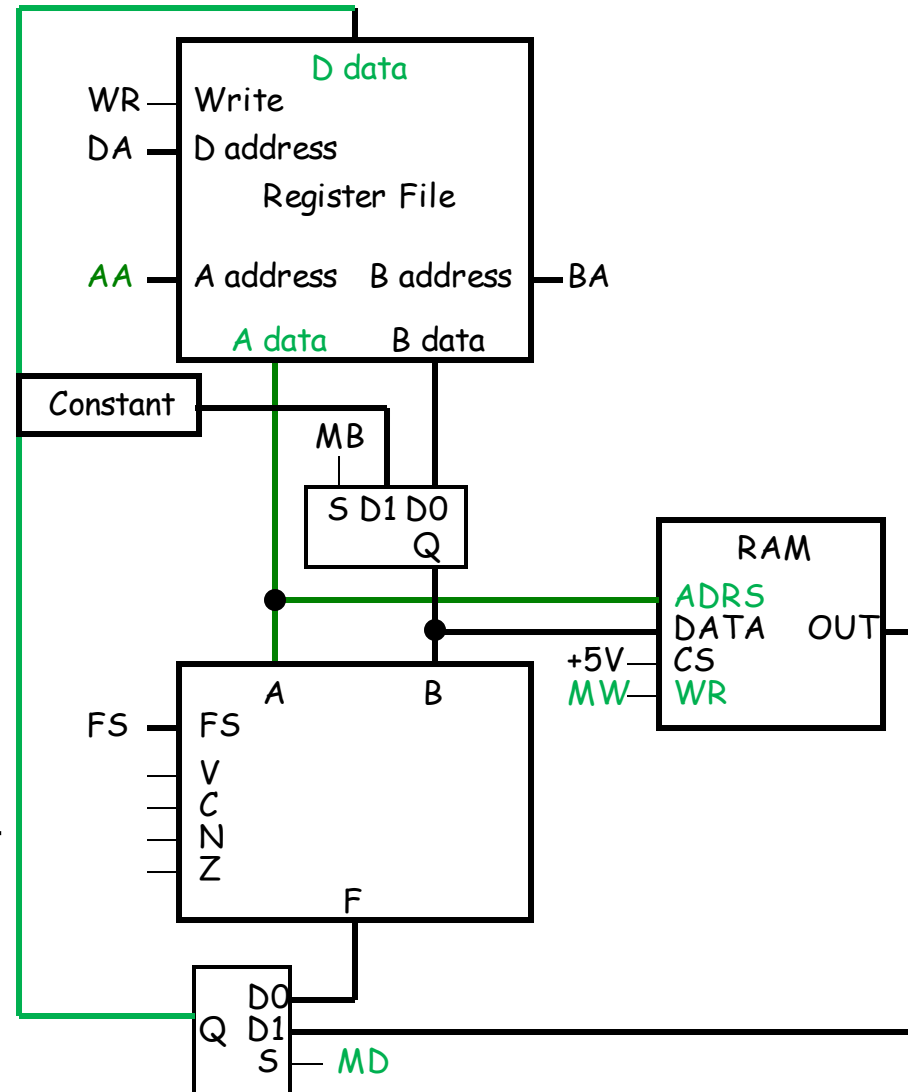 D data
WR Write
DA D address
Register File
AA A address B address BA
A data B data
Constant
MB
S D1 D0
Q
RAM
ADRS
DATA OUT
+5V CS
MW WR
A B
FS FS
V
C
N
Z
F
D0
Q D1
S MD